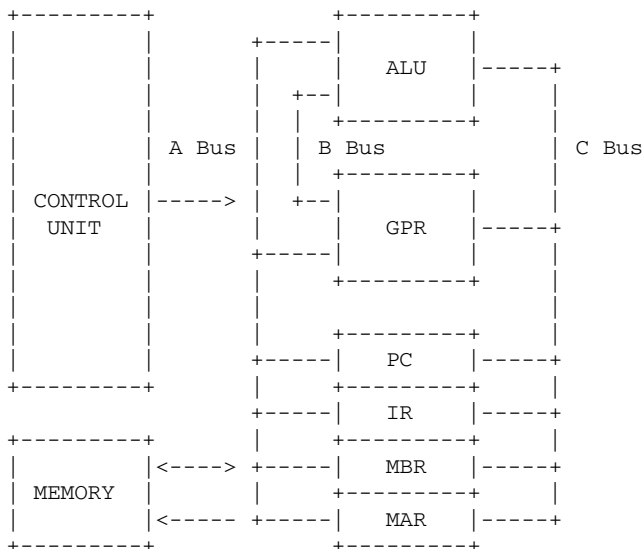 ALU
A Bus B Bus C Bus
CONTROL
UNIT
GPR
PC
IR
MBR
MEMORY
MAR